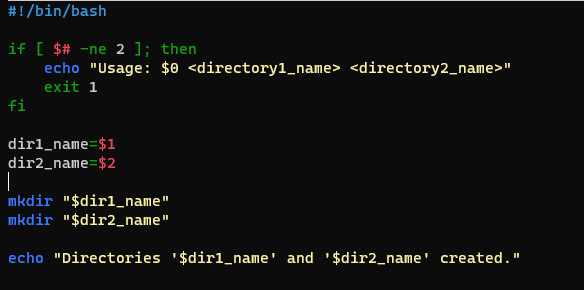 #!/bin/bash
if [ $# -ne 2 ]; then
    echo "Usage: $0 <directory1_name> <directory2_name>"
    exit 1
fi
dir1_name=$1
dir2_name=$2
mkdir "$dir1_name"
mkdir "$dir2_name"
echo "Directories '$dir1_name' and '$dir2_name' created."